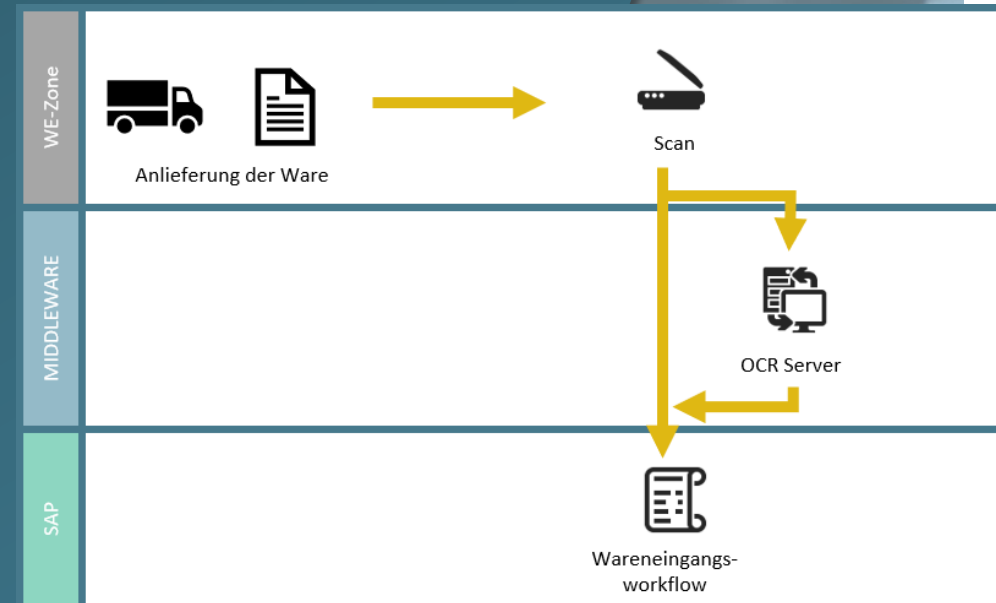 WE-Zone
Anlieferung der Ware
Scan
MIDDLEWARE
OCR Server
SAP
Wareneingangs-
workflow